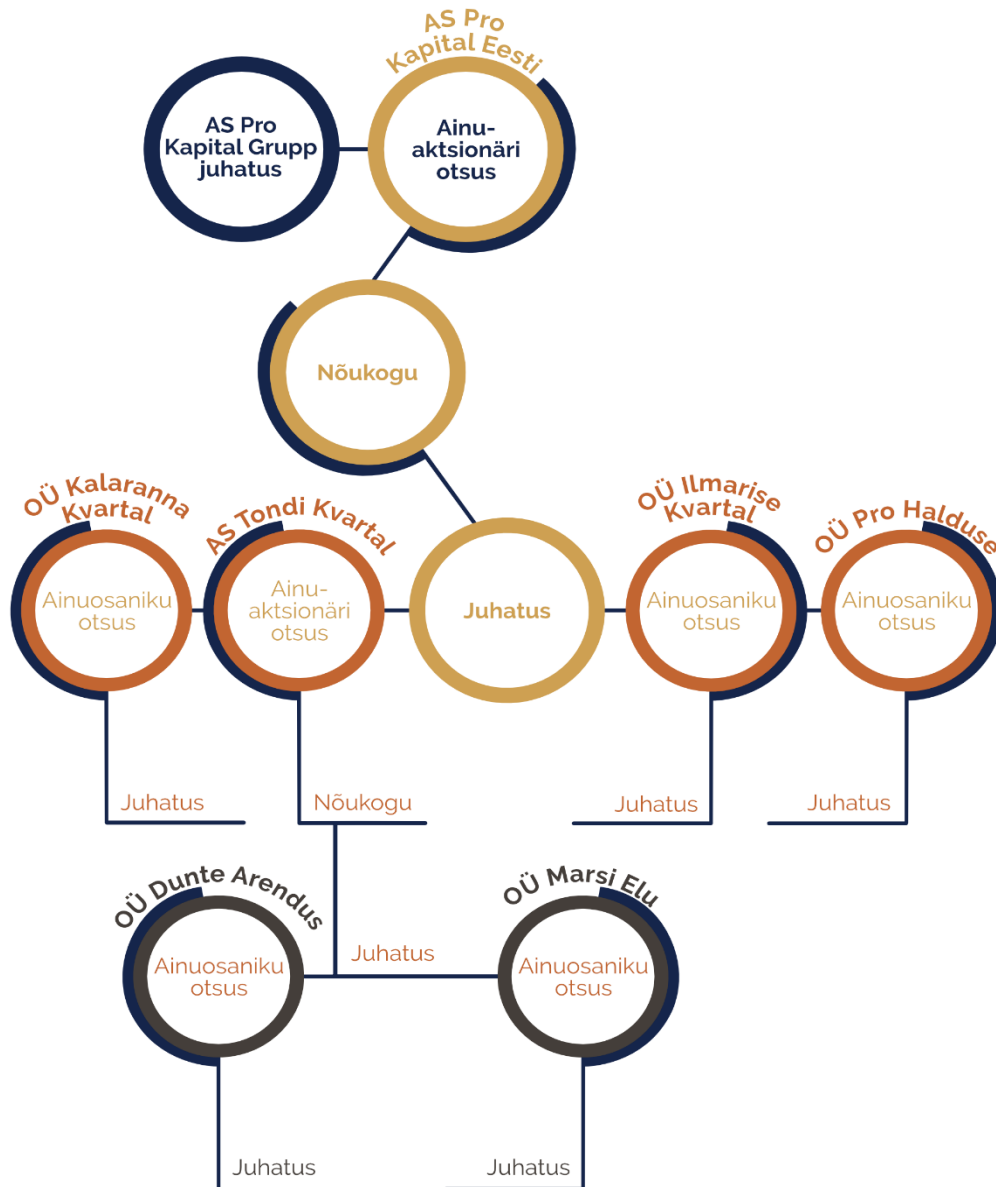 AS Pro
Kapital Eesti
AS Pro
Kapital Grupp
juhatus
Ainu-
aktsionäri
otsus
Nõukogu
OÜ Kalaranna
Kvartal
AS Tondi Kvartal
OÜ Ilmarise
Kvartal
OÜ Pro Halduse
Ainuosaniku
otsus
Ainu-
aktsionäri
otsus
Juhatus
Ainuosaniku
otsus
Ainuosaniku
otsus
Juhatus
Nõukogu
Juhatus
Juhatus
OÜ Dunte Arendus
OÜ Marsi Elu
Ainuosaniku
otsus
Juhatus
Ainuosaniku
otsus
Juhatus
Juhatus